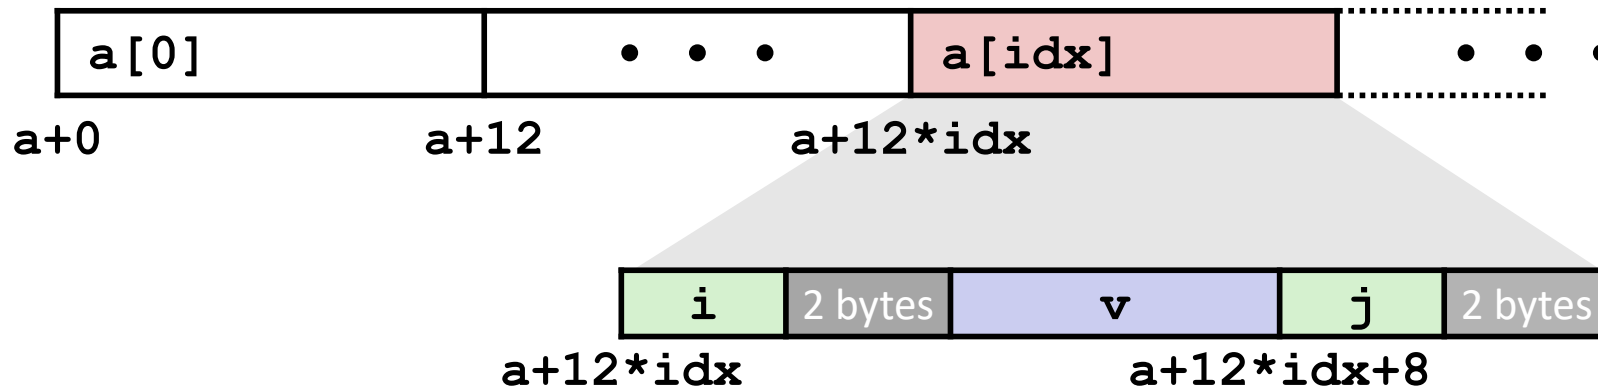 a[0] • • • a[idx] • • •
a+0 a+12 a+12*idx
i 2 bytes v j 2 bytes
a+12*idx a+12*idx+8